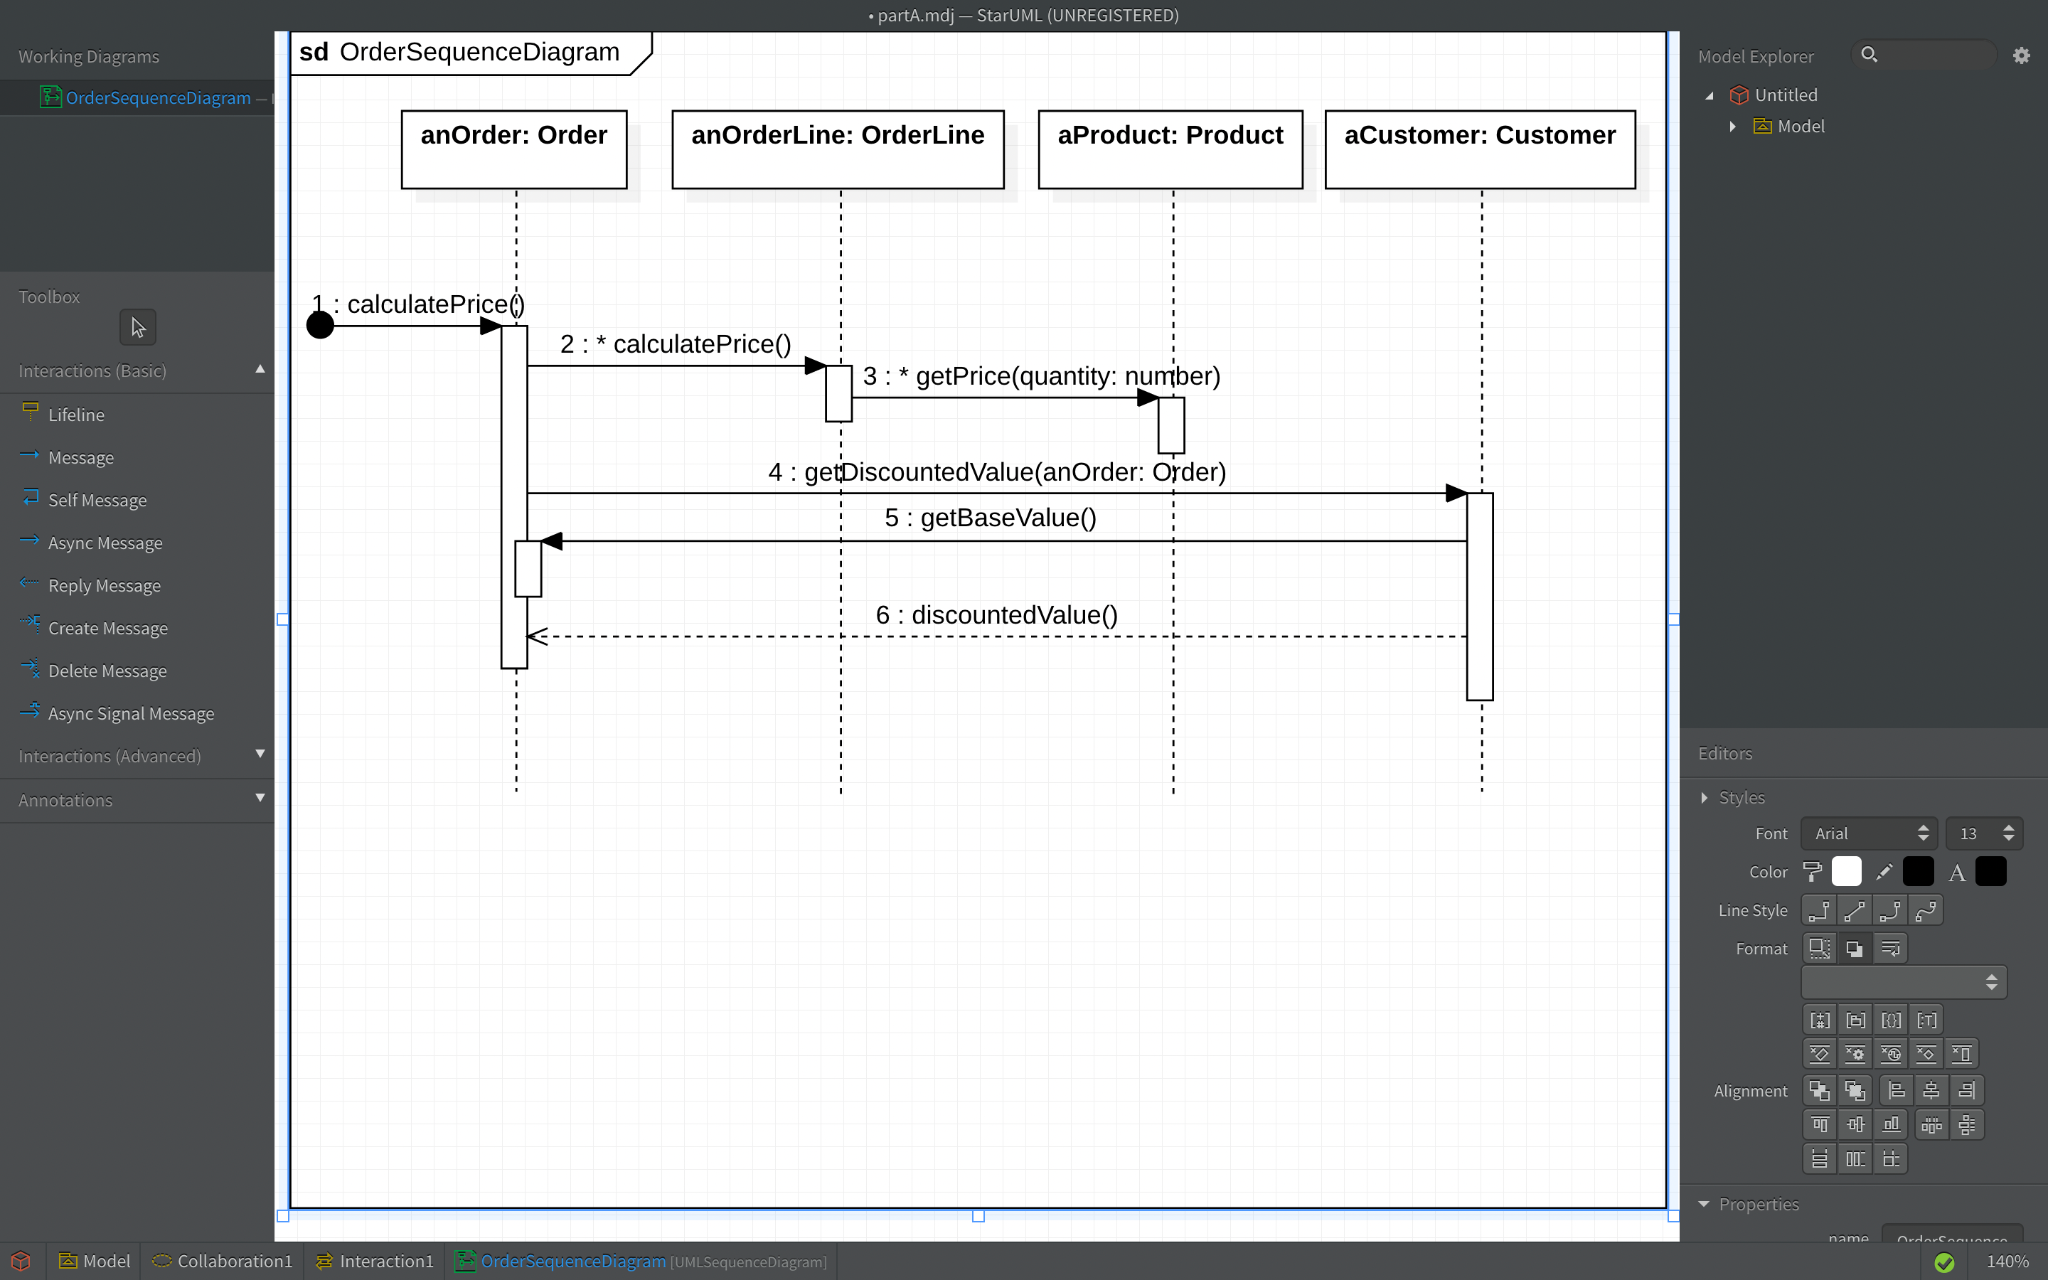 • partA.mdj — StarUML (UNREGISTERED)
Working Diagrams
OrderSequenceDiagram —
Toolbox
Interactions (Basic)
Lifeline
Message
Self Message
Async Message
Reply Message
Create Message
Delete Message
Async Signal Message
Interactions (Advanced)
Annotations
sd OrderSequenceDiagram
anOrder: Order
anOrderLine: OrderLine
aProduct: Product
aCustomer: Customer
1 : calculatePrice()
2 : * calculatePrice()
3 : * getPrice(quantity: number)
4 : getDiscountedValue(anOrder: Order)
5 : getBaseValue()
6 : discountedValue()
Model Explorer
Untitled
Model
Editors
Styles
Font Arial 13
Color A
Line Style
Format
Alignment
Properties
name OrderSequence
Model Collaboration1 Interaction1 OrderSequenceDiagram [UMLSequenceDiagram] 140%